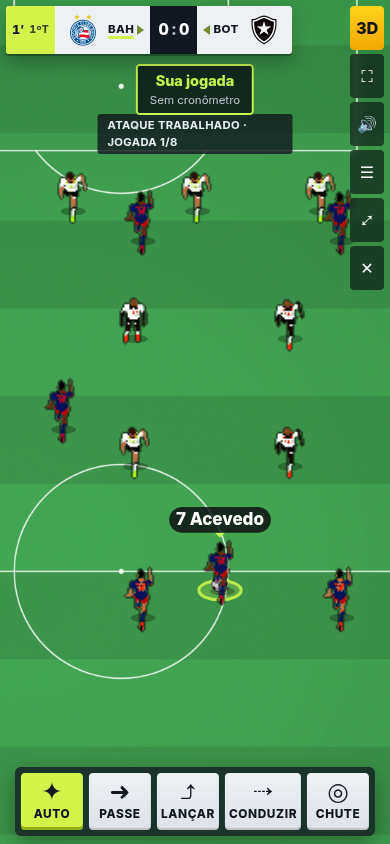 1' 1ºT BAH 0:0 BOT 3D
Sua jogada
Sem cronômetro
ATAQUE TRABALHADO ·
JOGADA 1/8
7 Acevedo
AUTO PASSE LANÇAR CONDUZIR CHUTE